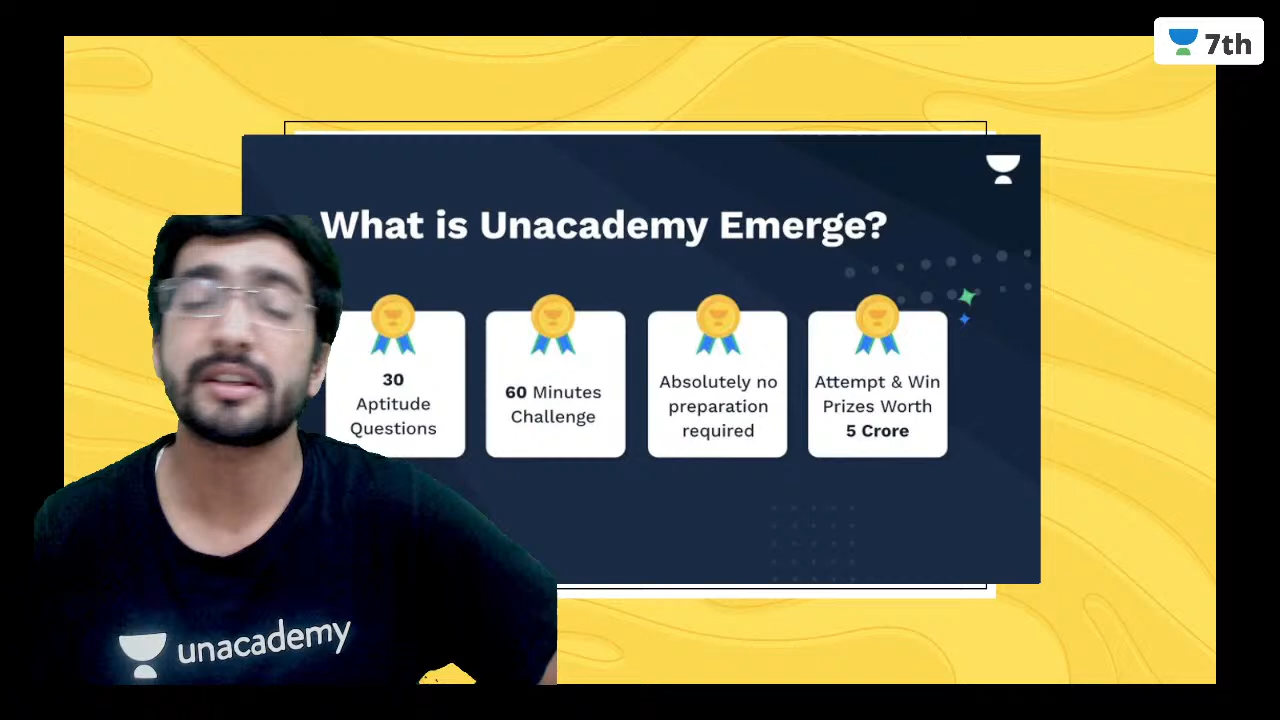 7th
What is Unacademy Emerge?
30
Aptitude
Questions
60 Minutes
Challenge
Absolutely no
preparation
required
Attempt & Win
Prizes Worth
5 Crore
unacademy